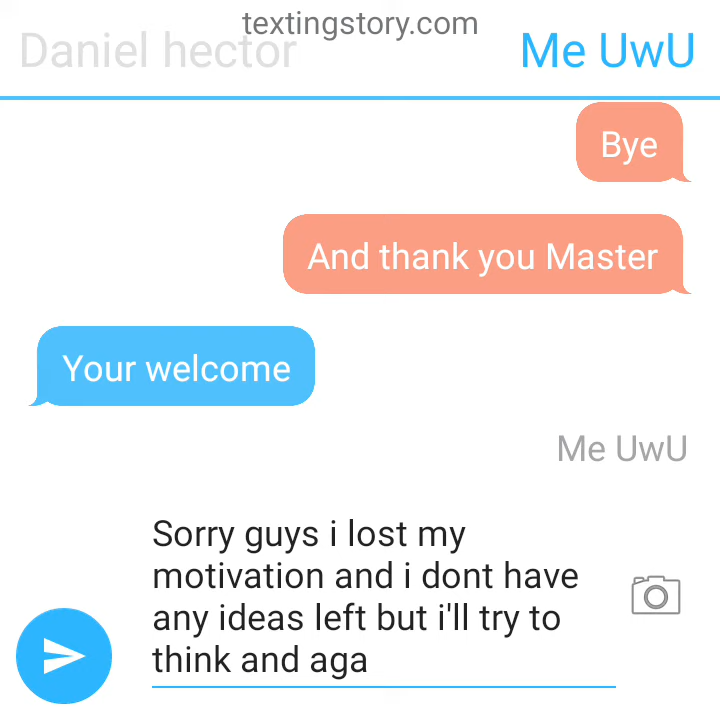 textingstory.com
Daniel hector
Me UwU
Bye
And thank you Master
Your welcome
Me UwU
Sorry guys i lost my
motivation and i dont have
any ideas left but i'll try to
think and aga